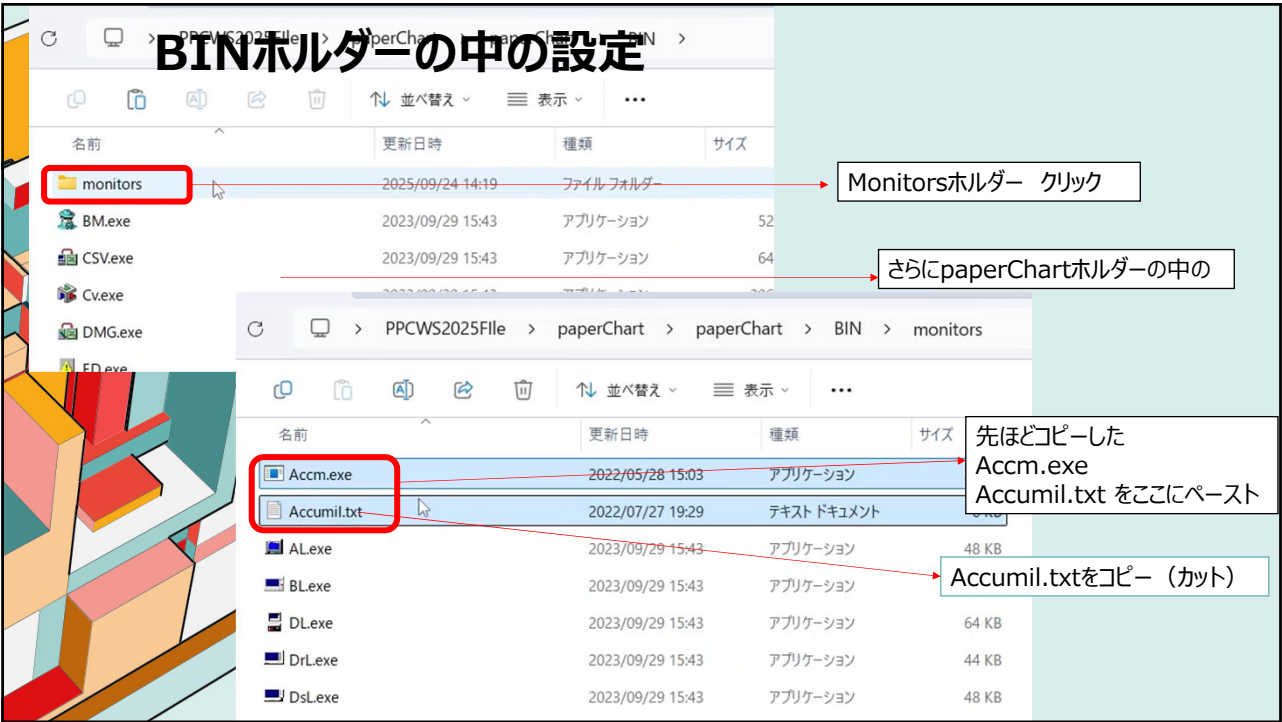 BINホルダーの中の設定
> PPCWS2025FIle > paperChart > paperChart > BIN >
並べ替え 表示 •••
名前 更新日時 種類 サイズ
monitors 2025/09/24 14:19 ファイル フォルダー
Monitorsホルダー クリック
BM.exe 2023/09/29 15:43 アプリケーション 52
CSV.exe 2023/09/29 15:43 アプリケーション 64
さらにpaperChartホルダーの中の
Cv.exe
DMG.exe
ED.exe
> PPCWS2025FIle > paperChart > paperChart > BIN > monitors
並べ替え 表示 •••
名前 更新日時 種類 サイズ
Accm.exe 2022/05/28 15:03 アプリケーション
Accumil.txt 2022/07/27 19:29 テキスト ドキュメント KB
先ほどコピーした
Accm.exe
Accumil.txt をここにペースト
AL.exe 2023/09/29 15:43 アプリケーション 48 KB
BL.exe 2023/09/29 15:43 アプリケーション
Accumil.txtをコピー（カット）
DL.exe 2023/09/29 15:43 アプリケーション 64 KB
DrL.exe 2023/09/29 15:43 アプリケーション 44 KB
DsL.exe 2023/09/29 15:43 アプリケーション 48 KB